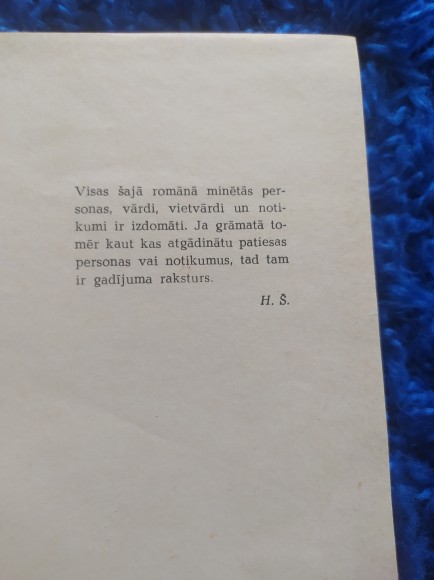 Visas šajā romānā minētās per-
sonas, vārdi, vietvārdi un noti-
kumi ir izdomāti. Ja grāmatā to-
mēr kaut kas atgādinātu patiesas
personas vai notikumus, tad tam
ir gadījuma raksturs.
H. Š.